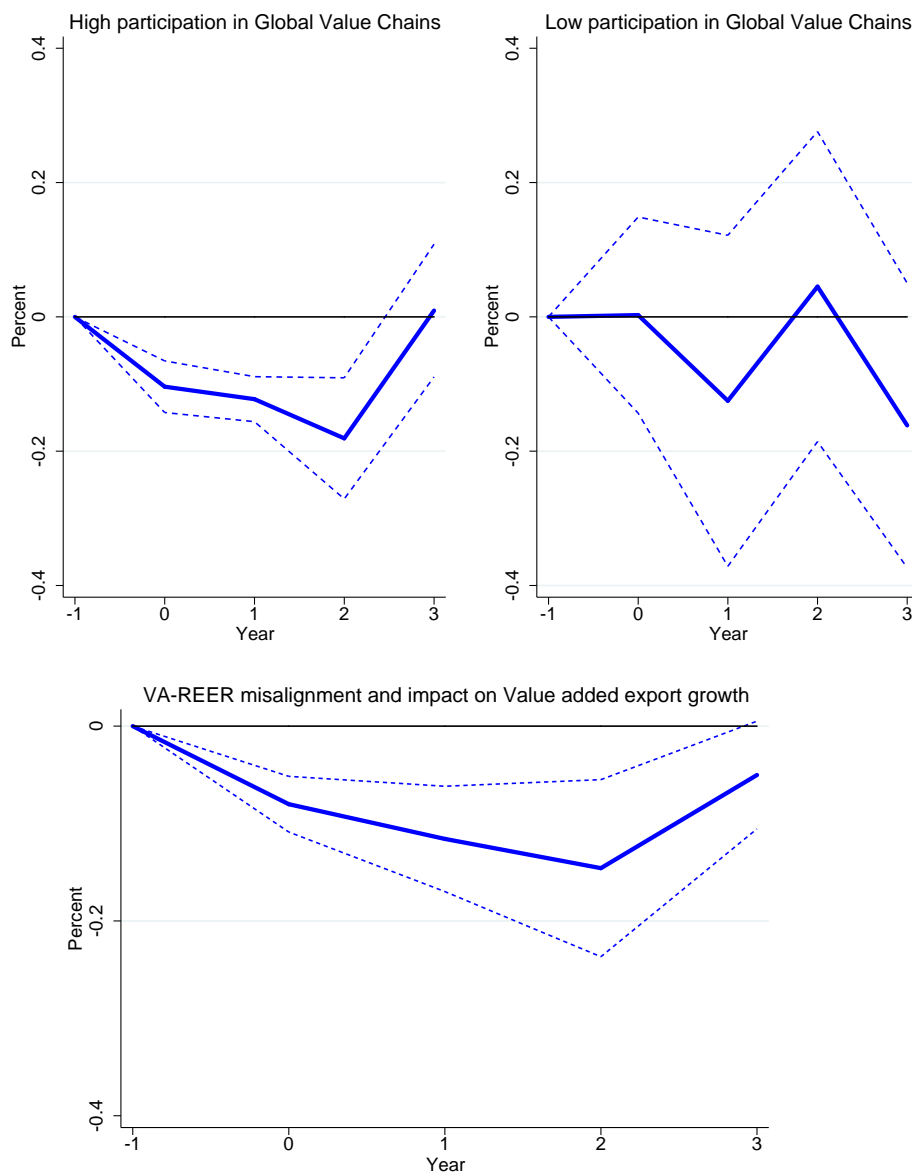 High participation in Global Value Chains
0.4
0.2
0
-0.2
-0.4
Percent
-1 0 1 2 3
Year
Low participation in Global Value Chains
0.4
0.2
0
-0.2
-0.4
Percent
-1 0 1 2 3
Year
VA-REER misalignment and impact on Value added export growth
0
-0.2
-0.4
Percent
-1 0 1 2 3
Year